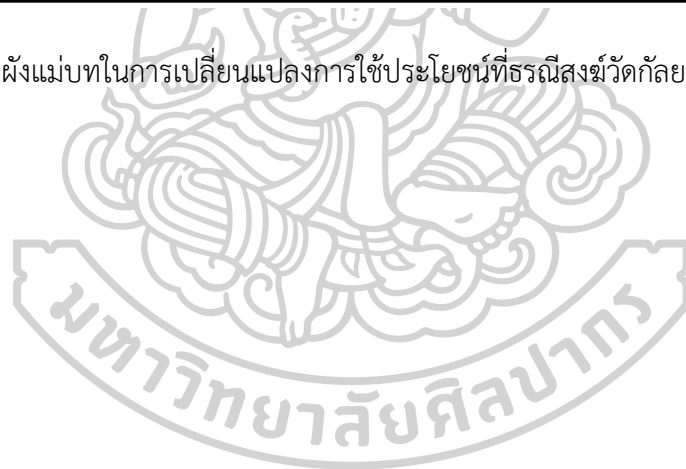 ผังแม่บทในการเปลี่ยนแปลงการใช้ประโยชน์ที่ธรณีสงฆ์วัดกัลย
มหาวิทยาลัยศิลปากร